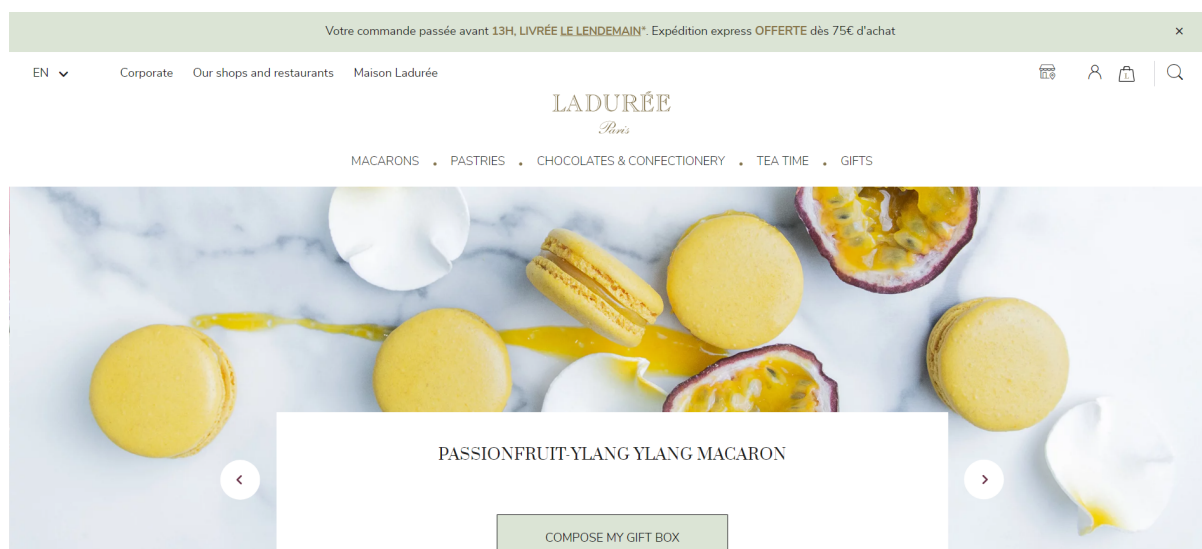 Votre commande passée avant 13H, LIVRÉE LE LENDEMAIN*. Expédition express OFFERTE dès 75€ d'achat ×
EN Corporate Our shops and restaurants Maison Ladurée
LADURÉE
Paris
MACARONS • PASTRIES • CHOCOLATES & CONFECTIONERY • TEA TIME • GIFTS
PASSIONFRUIT-YLANG YLANG MACARON
COMPOSE MY GIFT BOX